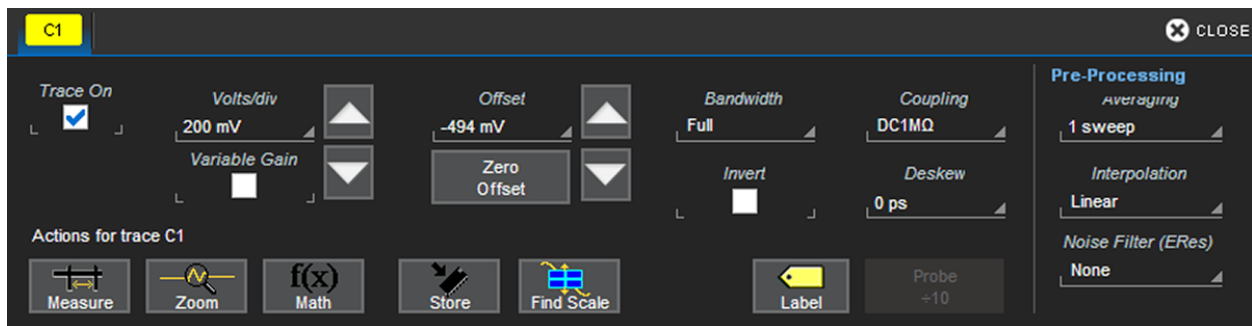 C1
CLOSE
Trace On
Volts/div
200 mV
Variable Gain
Offset
-494 mV
Zero
Offset
Bandwidth
Full
Invert
Coupling
DC1MΩ
Deskew
0 ps
Pre-Processing
Averaging
1 sweep
Interpolation
Linear
Noise Filter (ERes)
None
Actions for trace C1
Measure
Zoom
f(x)
Math
Store
Find Scale
Label
Probe
÷10